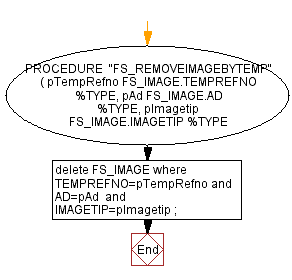 PROCEDURE "FS_REMOVEIMAGEBYTEMP"
( pTempRefno FS_IMAGE.TEMPREFNO
%TYPE, pAd FS_IMAGE.AD
%TYPE, pImagetip
FS_IMAGE.IMAGETIP %TYPE
delete FS_IMAGE where
TEMPREFNO=pTempRefno and
AD=pAd and
IMAGETIP=pImagetip ;
End